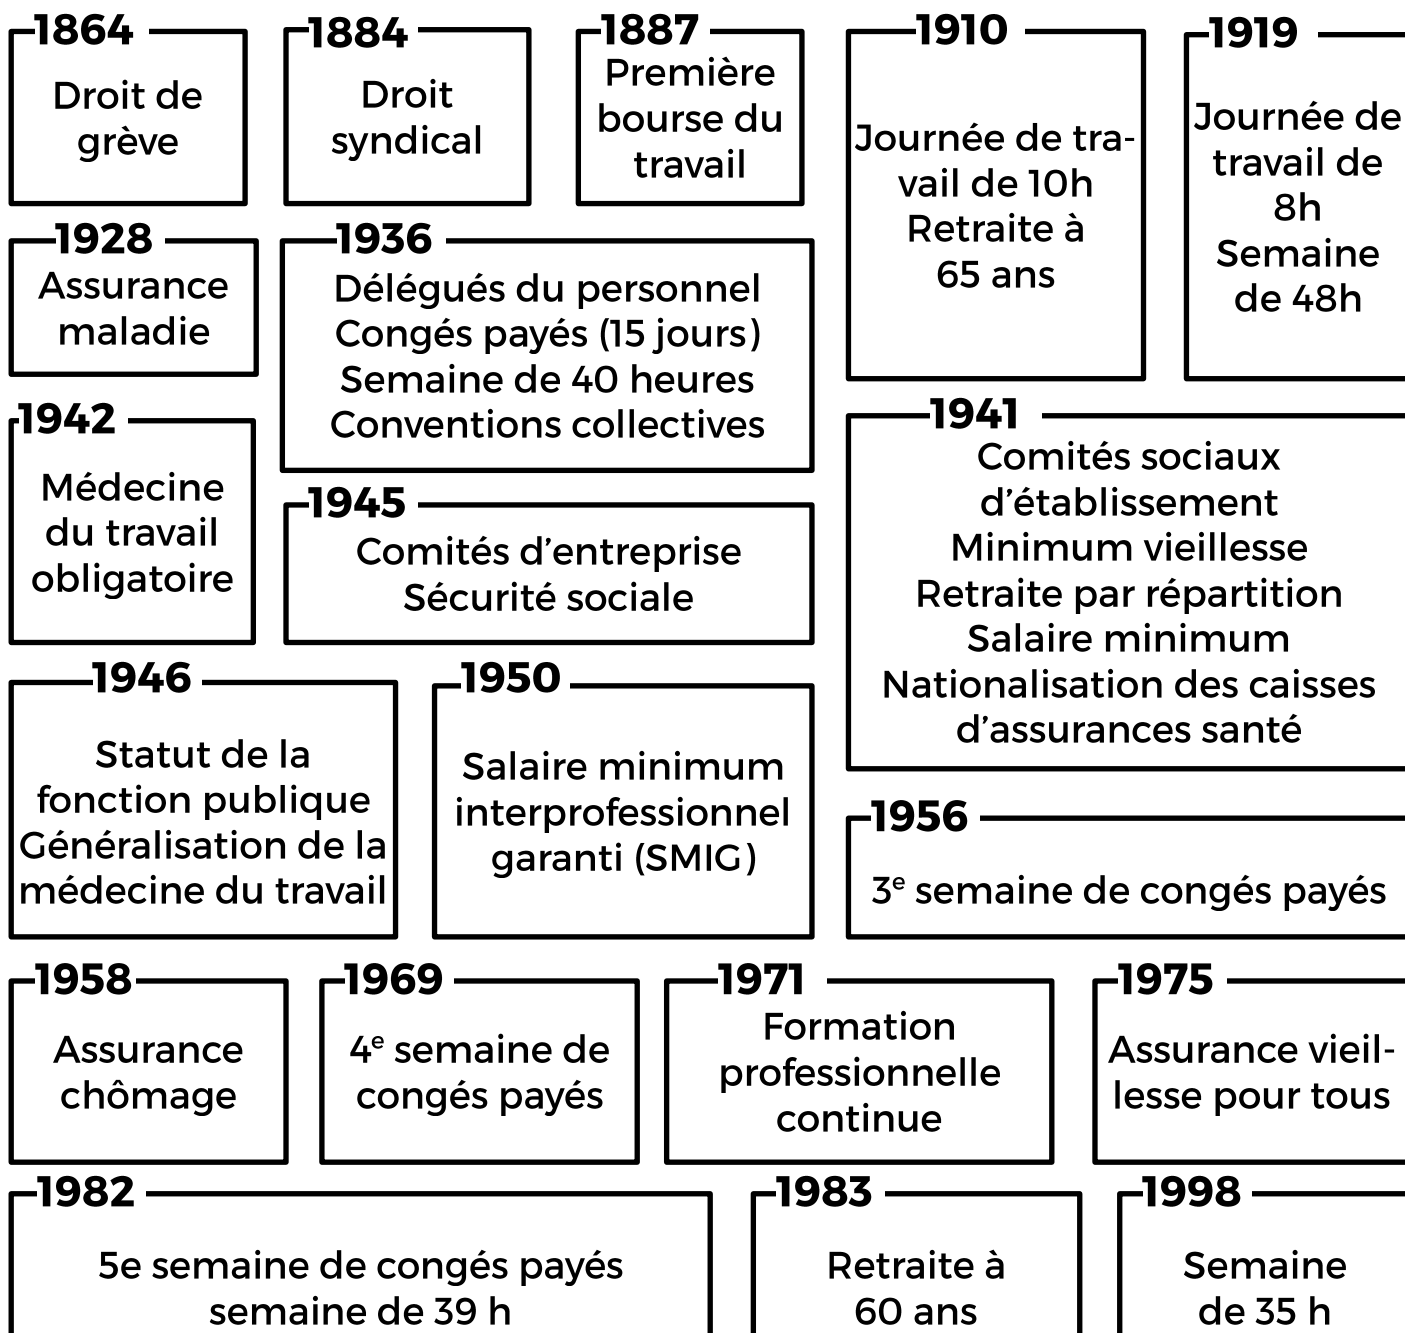 1864
Droit de
grève
1884
Droit
syndical
1887
Première
bourse du
travail
1910
Journée de tra-
vail de 10h
Retraite à
65 ans
1919
Journée de
travail de
8h
Semaine
de 48h
1928
Assurance
maladie
1936
Délégués du personnel
Congés payés (15 jours)
Semaine de 40 heures
Conventions collectives
1942
Médecine
du travail
obligatoire
1945
Comités d'entreprise
Sécurité sociale
1941
Comités sociaux
d'établissement
Minimum vieillesse
Retraite par répartition
Salaire minimum
Nationalisation des caisses
d'assurances santé
1946
Statut de la
fonction publique
Généralisation de la
médecine du travail
1950
Salaire minimum
interprofessionnel
garanti (SMIG)
1956
3e semaine de congés payés
1958
Assurance
chômage
1969
4e semaine de
congés payés
1971
Formation
professionnelle
continue
1975
Assurance vieil-
lesse pour tous
1982
5e semaine de congés payés
semaine de 39 h
1983
Retraite à
60 ans
1998
Semaine
de 35 h